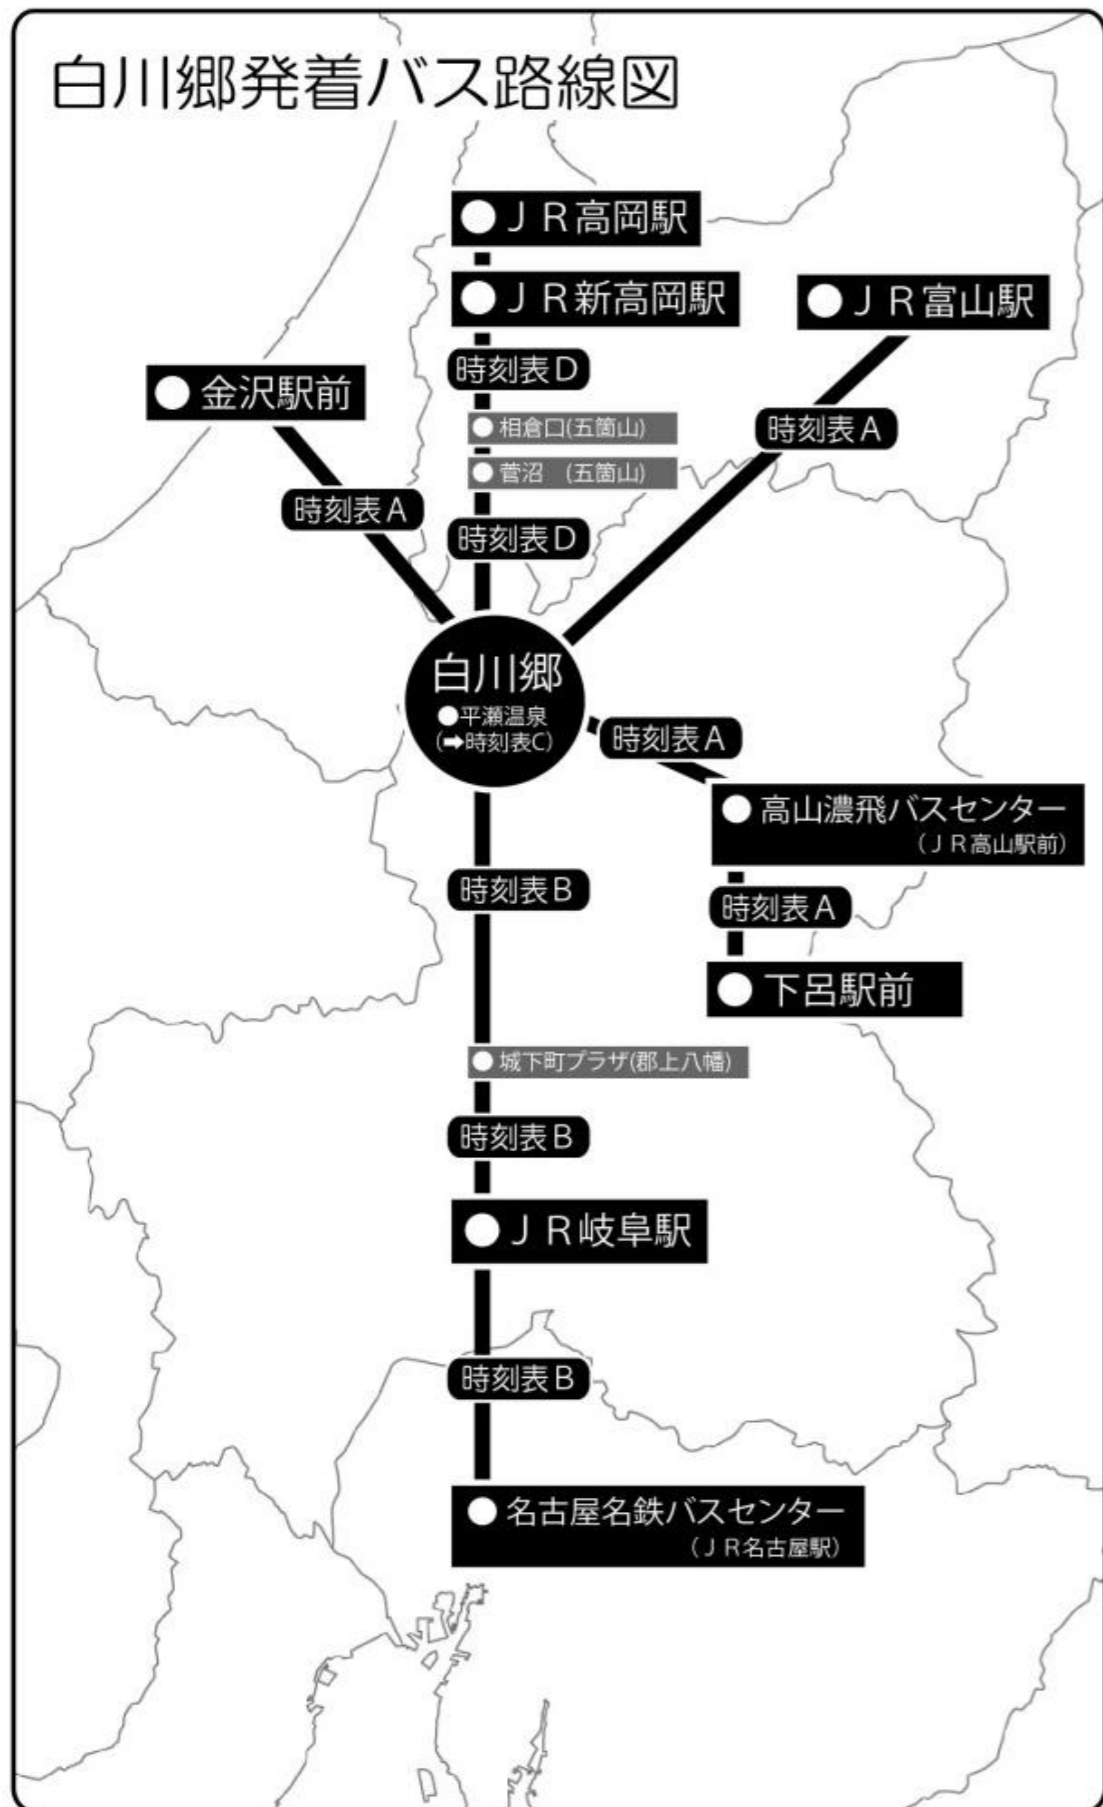 白川郷発着バス路線図
●ＪＲ高岡駅
●ＪＲ新高岡駅
●ＪＲ富山駅
時刻表Ｄ
●金沢駅前
●相倉口(五箇山)
時刻表Ａ
●菅沼　(五箇山)
時刻表Ａ
時刻表Ｄ
白川郷
●平瀬温泉
(➡時刻表C)
時刻表Ａ
●高山濃飛バスセンター
（ＪＲ高山駅前）
時刻表Ｂ
時刻表Ａ
●下呂駅前
●城下町プラザ(郡上八幡)
時刻表Ｂ
●ＪＲ岐阜駅
時刻表Ｂ
●名古屋名鉄バスセンター
（ＪＲ名古屋駅）